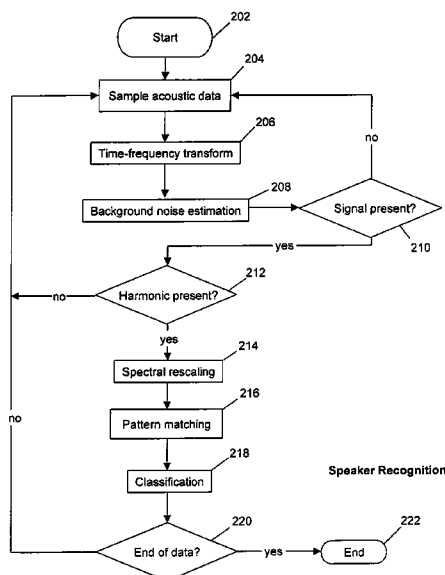 202
Start
204
Sample acoustic data
206
no
Time-frequency transform
208
Background noise estimation
Signal present?
210
yes
212
no
Harmonic present?
yes
214
Spectral rescaling
216
no
Pattern matching
218
Classification
Speaker Recognition
220
222
End of data?
yes
End